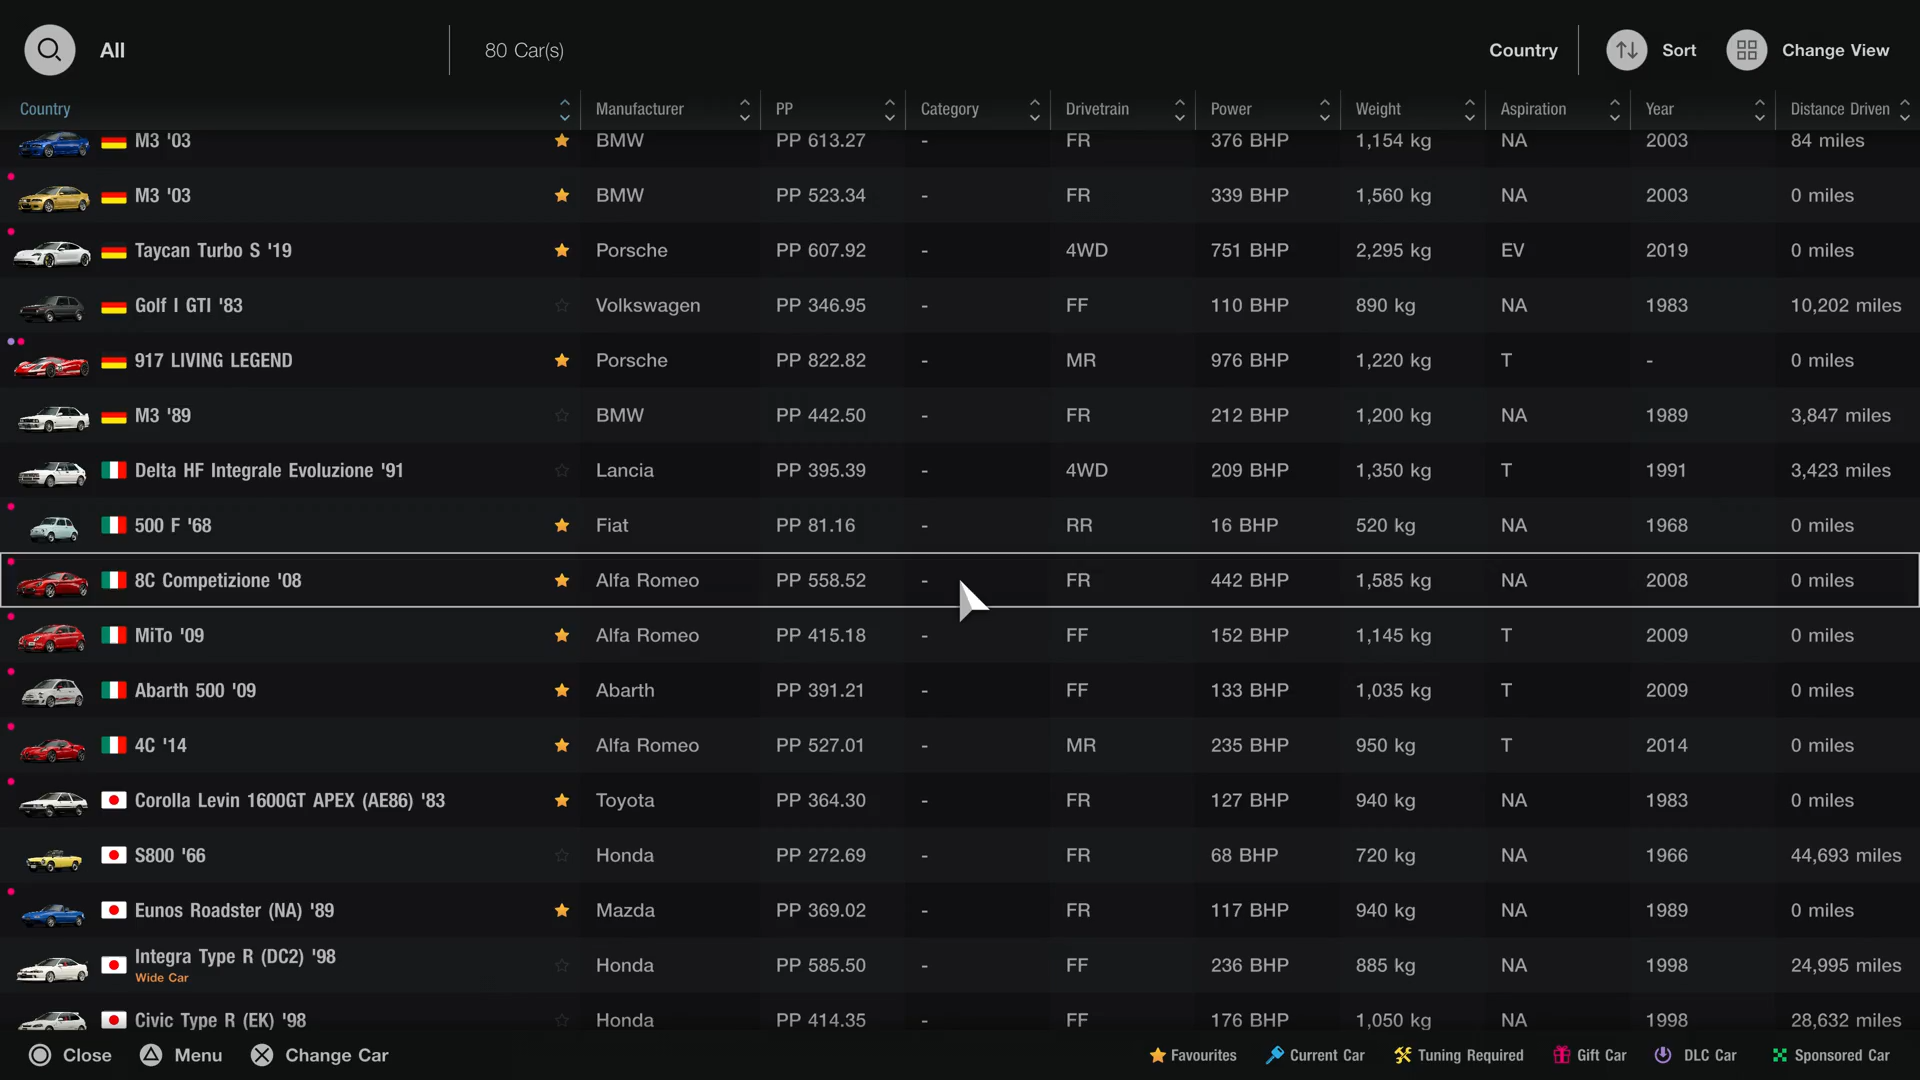 All
80 Car(s)
Country
Sort
Change View
Country Manufacturer PP Category Drivetrain Power Weight Aspiration Year Distance Driven
M3 '03 BMW PP 613.27 - FR 376 BHP 1,154 kg NA 2003 84 miles
M3 '03 BMW PP 523.34 - FR 339 BHP 1,560 kg NA 2003 0 miles
Taycan Turbo S '19 Porsche PP 607.92 - 4WD 751 BHP 2,295 kg EV 2019 0 miles
Golf I GTI '83 Volkswagen PP 346.95 - FF 110 BHP 890 kg NA 1983 10,202 miles
917 LIVING LEGEND Porsche PP 822.82 - MR 976 BHP 1,220 kg T - 0 miles
M3 '89 BMW PP 442.50 - FR 212 BHP 1,200 kg NA 1989 3,847 miles
Delta HF Integrale Evoluzione '91 Lancia PP 395.39 - 4WD 209 BHP 1,350 kg T 1991 3,423 miles
500 F '68 Fiat PP 81.16 - RR 16 BHP 520 kg NA 1968 0 miles
8C Competizione '08 Alfa Romeo PP 558.52 - FR 442 BHP 1,585 kg NA 2008 0 miles
MiTo '09 Alfa Romeo PP 415.18 - FF 152 BHP 1,145 kg T 2009 0 miles
Abarth 500 '09 Abarth PP 391.21 - FF 133 BHP 1,035 kg T 2009 0 miles
4C '14 Alfa Romeo PP 527.01 - MR 235 BHP 950 kg T 2014 0 miles
Corolla Levin 1600GT APEX (AE86) '83 Toyota PP 364.30 - FR 127 BHP 940 kg NA 1983 0 miles
S800 '66 Honda PP 272.69 - FR 68 BHP 720 kg NA 1966 44,693 miles
Eunos Roadster (NA) '89 Mazda PP 369.02 - FR 117 BHP 940 kg NA 1989 0 miles
Integra Type R (DC2) '98 Honda PP 585.50 - FF 236 BHP 885 kg NA 1998 24,995 miles
Wide Car
Civic Type R (EK) '98 Honda PP 414.35 - FF 176 BHP 1,050 kg NA 1998 28,632 miles
Close Menu Change Car Favourites Current Car Tuning Required Gift Car DLC Car Sponsored Car